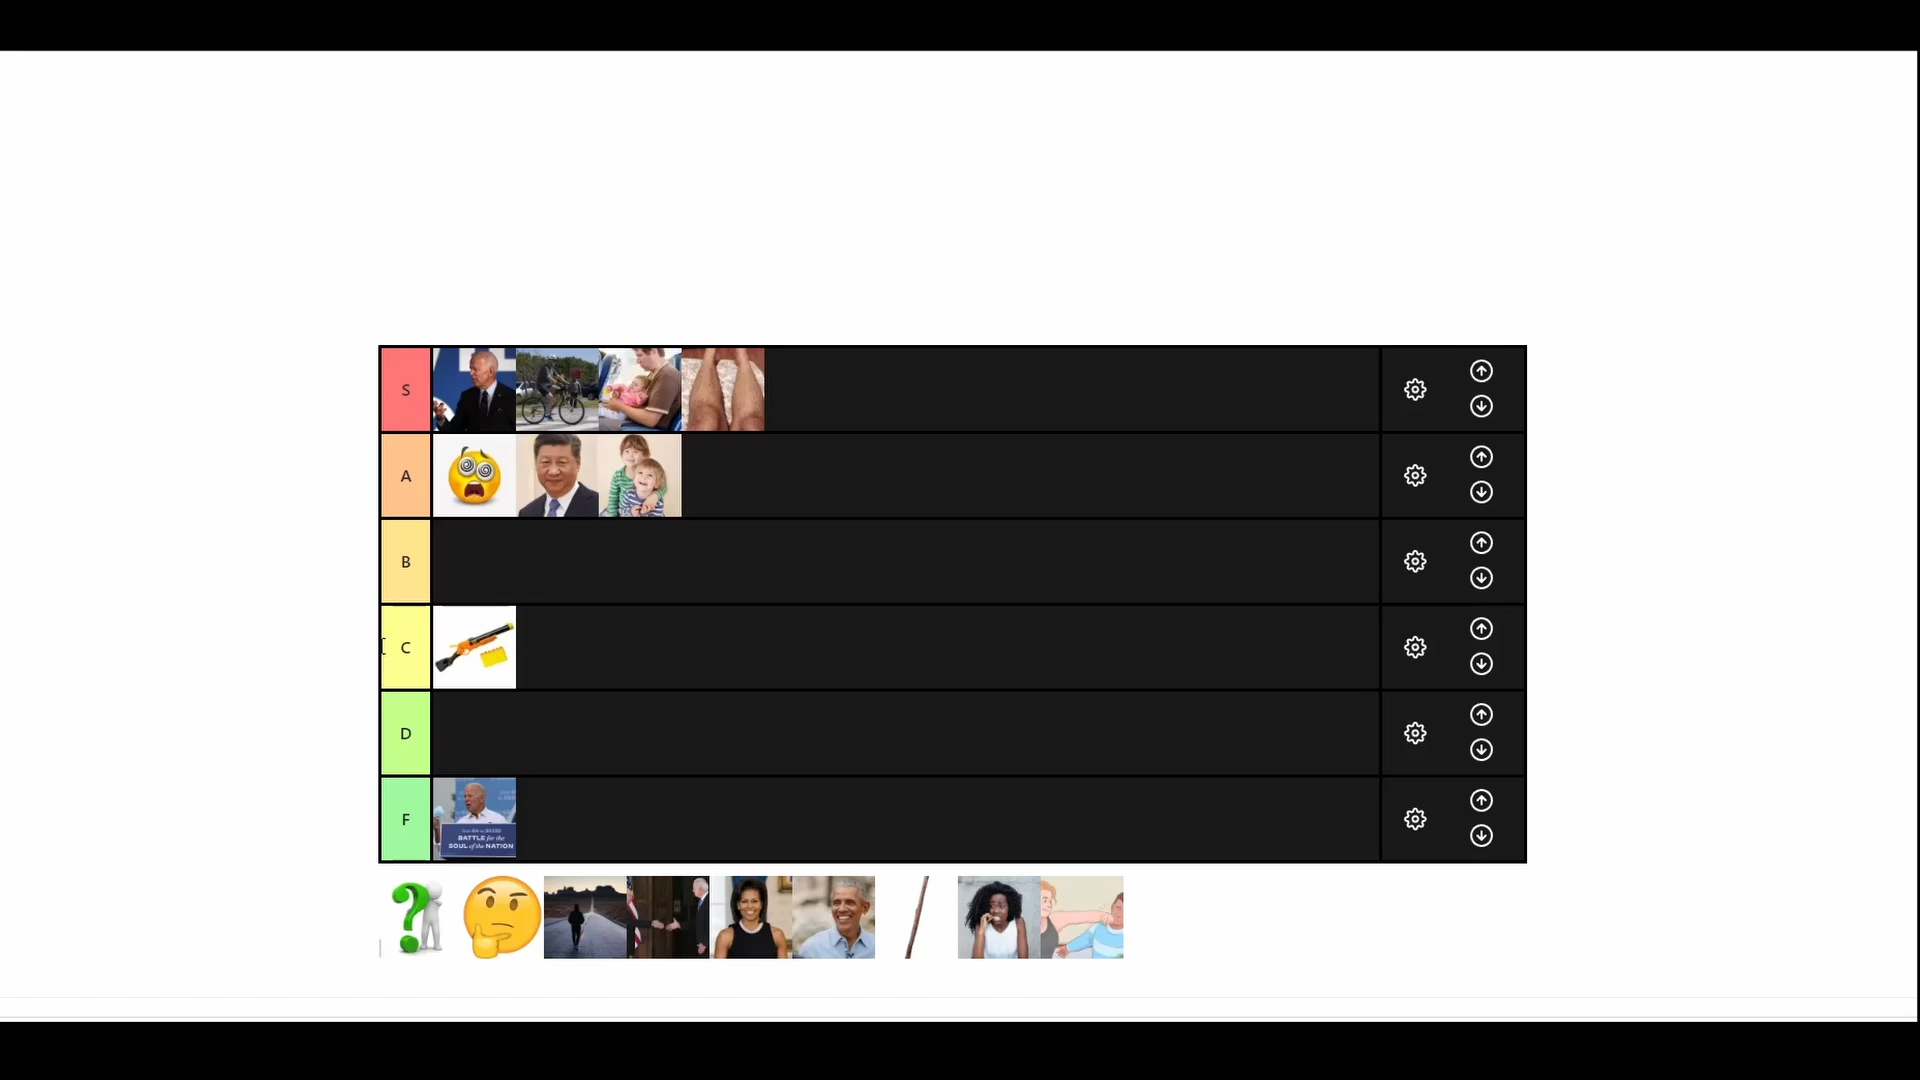 S
A
B
C
D
F
BATTLE for the
SOUL of the NATION